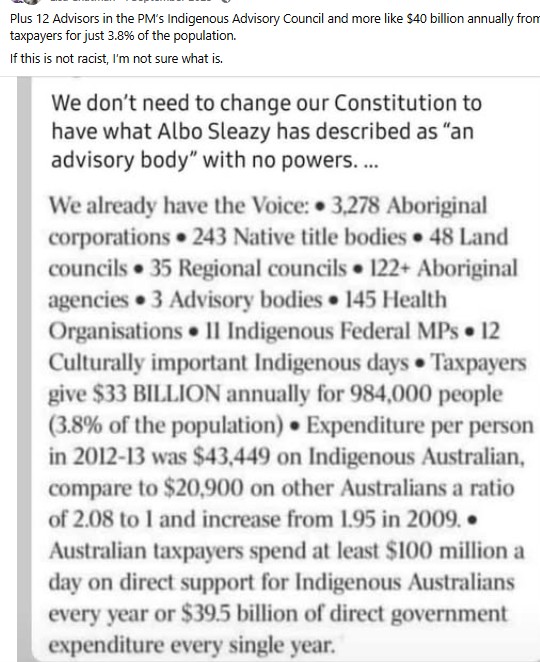 Plus 12 Advisors in the PM's Indigenous Advisory Council and more like $40 billion annually from
taxpayers for just 3.8% of the population.
If this is not racist, I'm not sure what is.
We don't need to change our Constitution to
have what Albo Sleazy has described as "an
advisory body" with no powers. ...
We already have the Voice: • 3,278 Aboriginal
corporations • 243 Native title bodies • 48 Land
councils • 35 Regional councils • 122+ Aboriginal
agencies • 3 Advisory bodies • 145 Health
Organisations • 11 Indigenous Federal MPs • 12
Culturally important Indigenous days • Taxpayers
give $33 BILLION annually for 984,000 people
(3.8% of the population) • Expenditure per person
in 2012-13 was $43,449 on Indigenous Australian,
compare to $20,900 on other Australians a ratio
of 2.08 to 1 and increase from 1.95 in 2009. •
Australian taxpayers spend at least $100 million a
day on direct support for Indigenous Australians
every year or $39.5 billion of direct government
expenditure every single year.